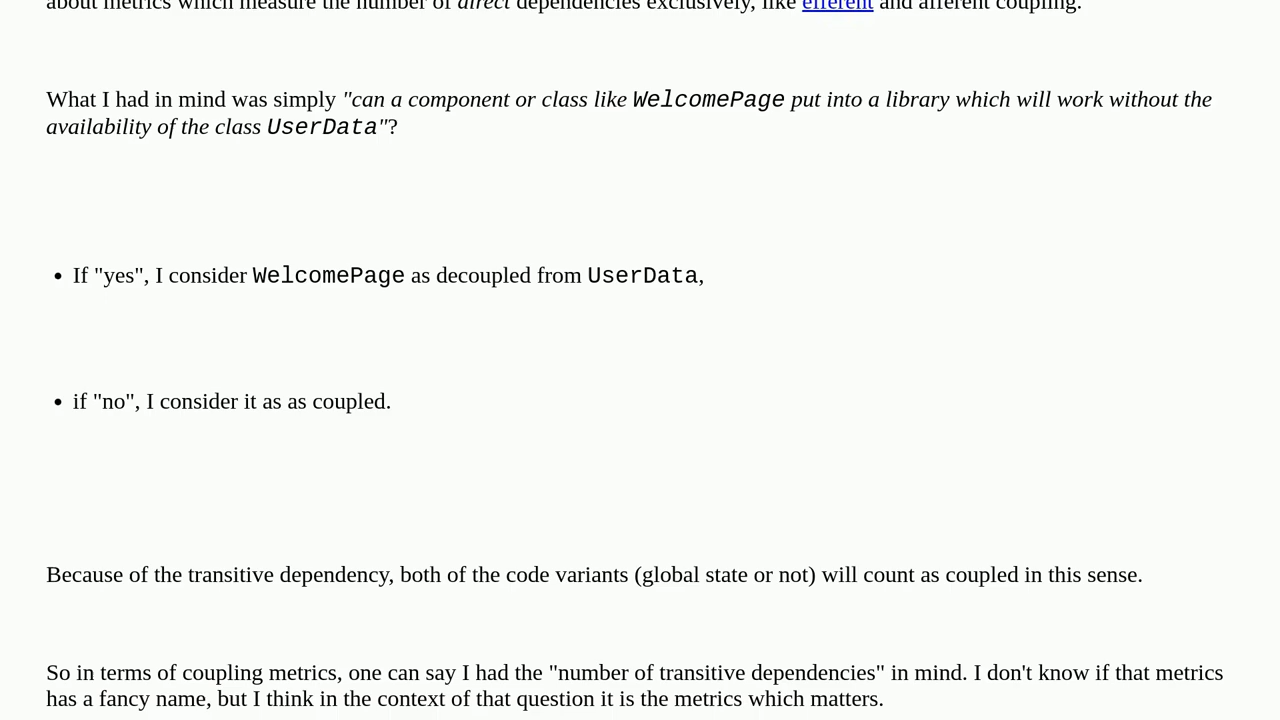 about metrics which measure the number of direct dependencies exclusively, like efferent and afferent coupling.
What I had in mind was simply "can a component or class like WelcomePage put into a library which will work without the
availability of the class UserData"?
• If "yes", I consider WelcomePage as decoupled from UserData,
• if "no", I consider it as as coupled.
Because of the transitive dependency, both of the code variants (global state or not) will count as coupled in this sense.
So in terms of coupling metrics, one can say I had the "number of transitive dependencies" in mind. I don't know if that metrics
has a fancy name, but I think in the context of that question it is the metrics which matters.